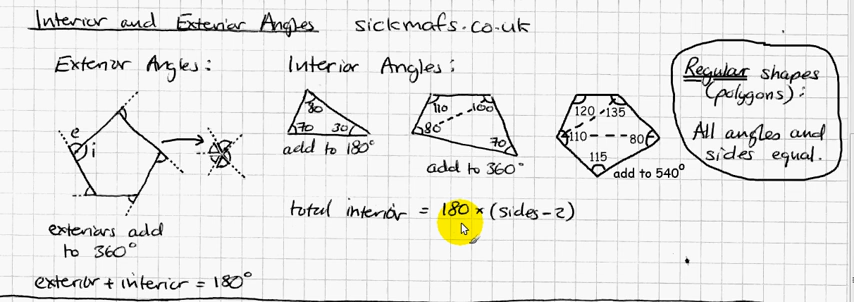 Interior and Exterior Angles sickmafs.co.uk
Exterior Angles:
e
i
exteriors add
to 360°
exterior + interior = 180°
Interior Angles:
80
70 30
add to 180°
110 100
80
70
add to 360°
120 135
110 80
115
add to 540°
total interior = 180 × (sides - 2)
Regular shapes
(polygons):
All angles and
sides equal.